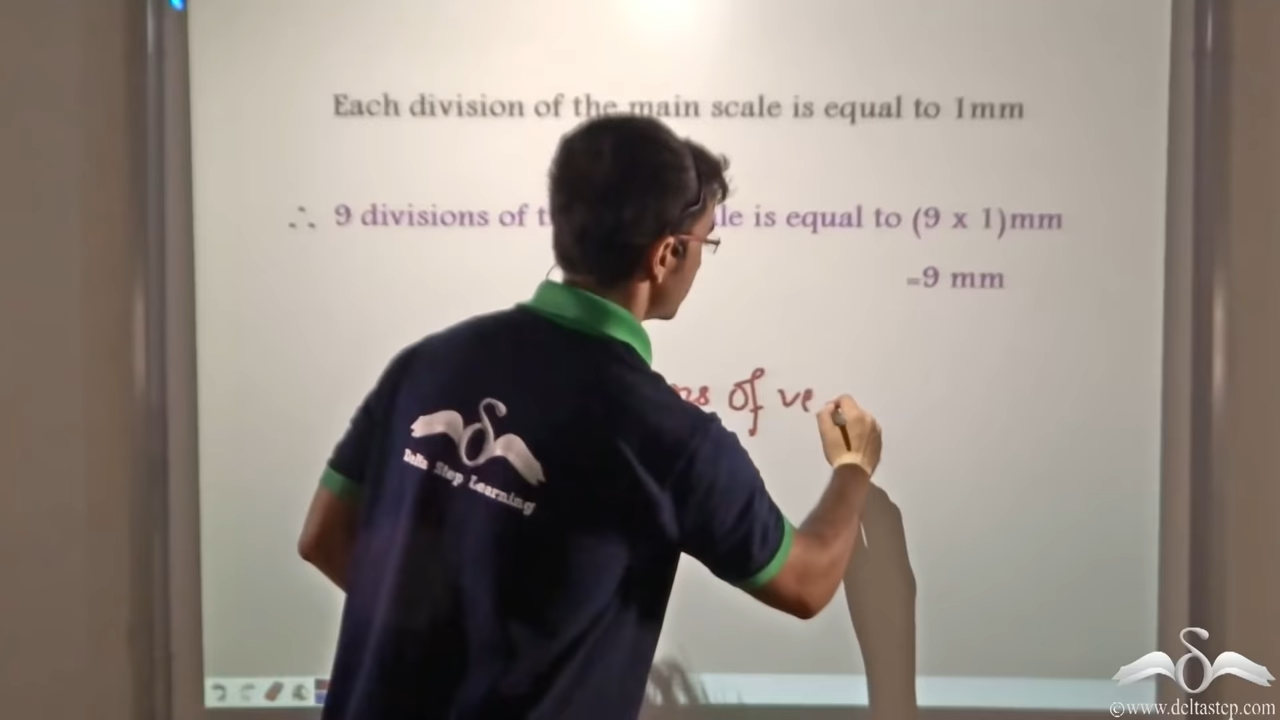 Each division of the main scale is equal to 1mm
∴ 9 divisions of is equal to (9 x 1)mm
=9 mm
of ve
Delta Step Learning
©www.deltastep.com